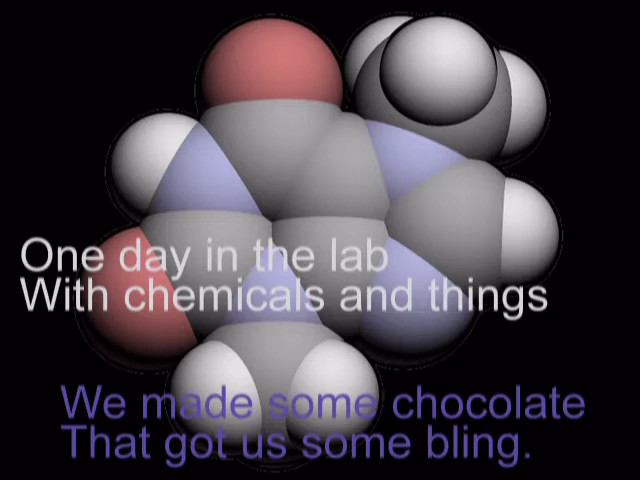 One day in the lab
With chemicals and things
We made some chocolate
That got us some bling.